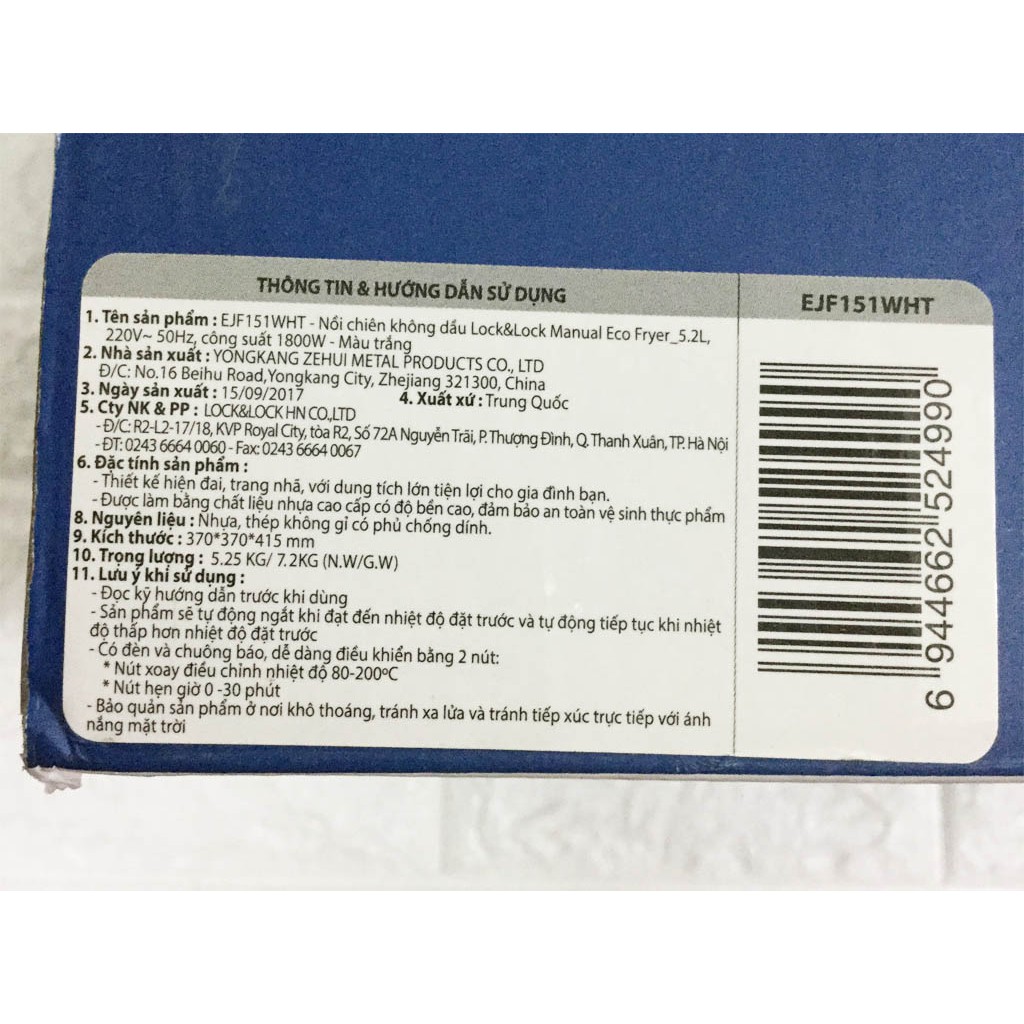 THÔNG TIN & HƯỚNG DẪN SỬ DỤNG
EJF151WHT
1. Tên sản phẩm : EJF151WHT - Nồi chiên không dầu Lock&Lock Manual Eco Fryer_5.2L,
220V~ 50Hz, công suất 1800W - Màu trắng
2. Nhà sản xuất : YONGKANG ZEHUI METAL PRODUCTS CO., LTD
Đ/C: No.16 Beihu Road,Yongkang City, Zhejiang 321300, China
3. Ngày sản xuất : 15/09/2017 4. Xuất xứ : Trung Quốc
5. Cty NK & PP : LOCK&LOCK HN CO.,LTD
- Đ/C: R2-L2-17/18, KVP Royal City, tòa R2, Số 72A Nguyễn Trãi, P. Thượng Đình, Q. Thanh Xuân, TP. Hà Nội
- ĐT: 0243 6664 0060 - Fax: 0243 6664 0067
6. Đặc tính sản phẩm :
- Thiết kế hiện đai, trang nhã, với dung tích lớn tiện lợi cho gia đình bạn.
- Được làm bằng chất liệu nhựa cao cấp có độ bền cao, đảm bảo an toàn vệ sinh thực phẩm
8. Nguyên liệu : Nhựa, thép không gỉ có phủ chống dính.
9. Kích thước : 370*370*415 mm
10. Trọng lượng : 5.25 KG/ 7.2KG (N.W/G.W)
11. Lưu ý khi sử dụng :
- Đọc kỹ hướng dẫn trước khi dùng
- Sản phẩm sẽ tự động ngắt khi đạt đến nhiệt độ đặt trước và tự động tiếp tục khi nhiệt
độ thấp hơn nhiệt độ đặt trước
- Có đèn và chuông báo, dễ dàng điều khiển bằng 2 nút:
* Nút xoay điều chỉnh nhiệt độ 80-200ºC
* Nút hẹn giờ 0 -30 phút
- Bảo quản sản phẩm ở nơi khô thoáng, tránh xa lửa và tránh tiếp xúc trực tiếp với ánh
nắng mặt trời
6 944662 524990